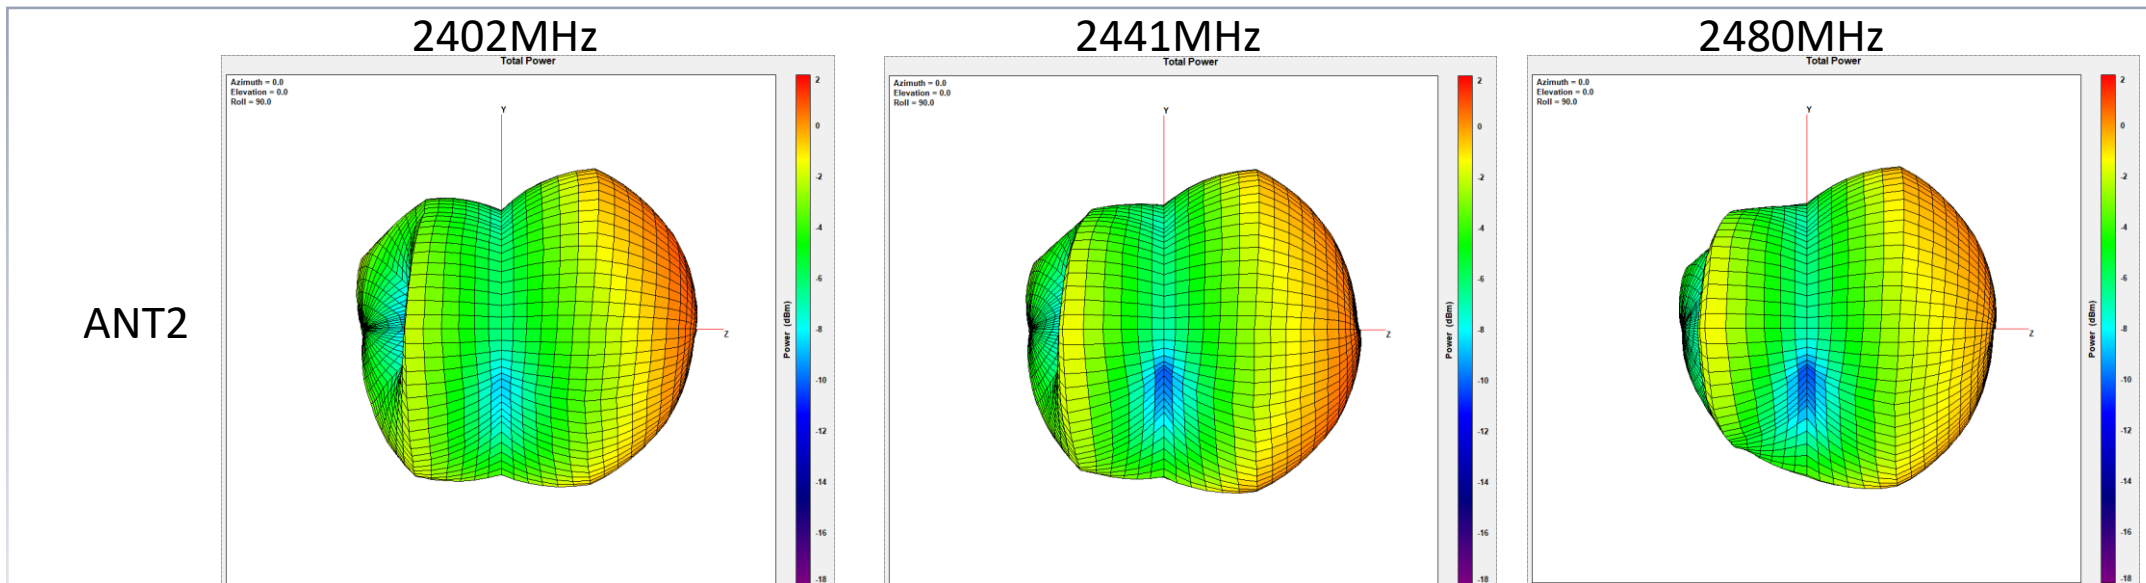 2402MHz
2441MHz
2480MHz
ANT2
Total Power
Azimuth = 0.0
Elevation = 0.0
Roll = 90.0
Y
Z
Power (dBm)
2
0
-2
-4
-6
-8
-10
-12
-14
-16
-18
Total Power
Azimuth = 0.0
Elevation = 0.0
Roll = 90.0
Y
Z
Power (dBm)
2
0
-2
-4
-6
-8
-10
-12
-14
-16
-18
Total Power
Azimuth = 0.0
Elevation = 0.0
Roll = 90.0
Y
Z
Power (dBm)
2
0
-2
-4
-6
-8
-10
-12
-14
-16
-18